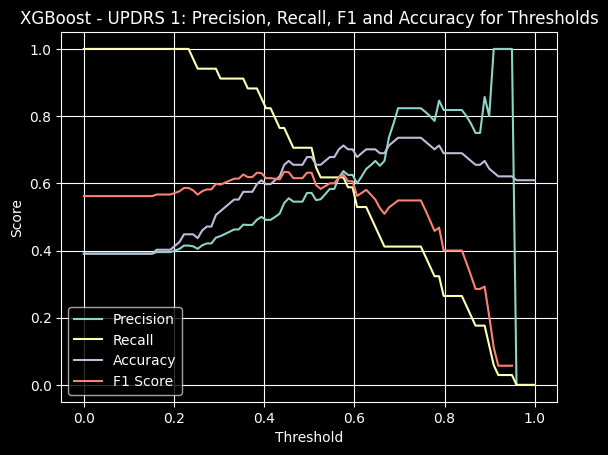 XGBoost - UPDRS 1: Precision, Recall, F1 and Accuracy for Thresholds
1.0
0.8
0.6
0.4
0.2
0.0
Score
Precision
Recall
Accuracy
F1 Score
0.0 0.2 0.4 0.6 0.8 1.0
Threshold